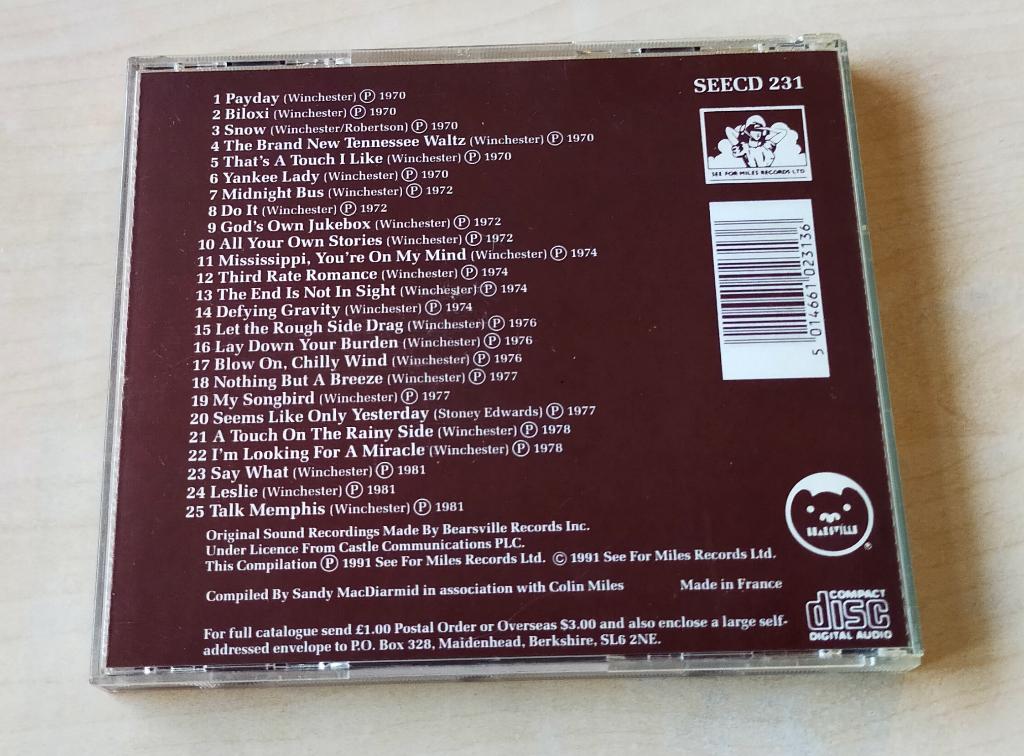 SEECD 231
1 Payday (Winchester) Ⓟ 1970
2 Biloxi (Winchester) Ⓟ 1970
3 Snow (Winchester/Robertson) Ⓟ 1970
4 The Brand New Tennessee Waltz (Winchester) Ⓟ 1970
5 That's A Touch I Like (Winchester) Ⓟ 1970
6 Yankee Lady (Winchester) Ⓟ 1970
7 Midnight Bus (Winchester) Ⓟ 1972
8 Do It (Winchester) Ⓟ 1972
9 God's Own Jukebox (Winchester) Ⓟ 1972
10 All Your Own Stories (Winchester) Ⓟ 1972
11 Mississippi, You're On My Mind (Winchester) Ⓟ 1974
12 Third Rate Romance (Winchester) Ⓟ 1974
13 The End Is Not In Sight (Winchester) Ⓟ 1974
14 Defying Gravity (Winchester) Ⓟ 1974
15 Let the Rough Side Drag (Winchester) Ⓟ 1976
16 Lay Down Your Burden (Winchester) Ⓟ 1976
17 Blow On, Chilly Wind (Winchester) Ⓟ 1976
18 Nothing But A Breeze (Winchester) Ⓟ 1977
19 My Songbird (Winchester) Ⓟ 1977
20 Seems Like Only Yesterday (Stoney Edwards) Ⓟ 1977
21 A Touch On The Rainy Side (Winchester) Ⓟ 1978
22 I'm Looking For A Miracle (Winchester) Ⓟ 1978
23 Say What (Winchester) Ⓟ 1981
24 Leslie (Winchester) Ⓟ 1981
25 Talk Memphis (Winchester) Ⓟ 1981
SEE FOR MILES RECORDS LTD
5 014661 023136
Original Sound Recordings Made By Bearsville Records Inc.
Under Licence From Castle Communications PLC.
This Compilation Ⓟ 1991 See For Miles Records Ltd. © 1991 See For Miles Records Ltd.
BEARSVILLE ®
Compiled By Sandy MacDiarmid in association with Colin Miles
Made in France
COMPACT
disc
DIGITAL AUDIO
For full catalogue send £1.00 Postal Order or Overseas $3.00 and also enclose a large self-
addressed envelope to P.O. Box 328, Maidenhead, Berkshire, SL6 2NE.